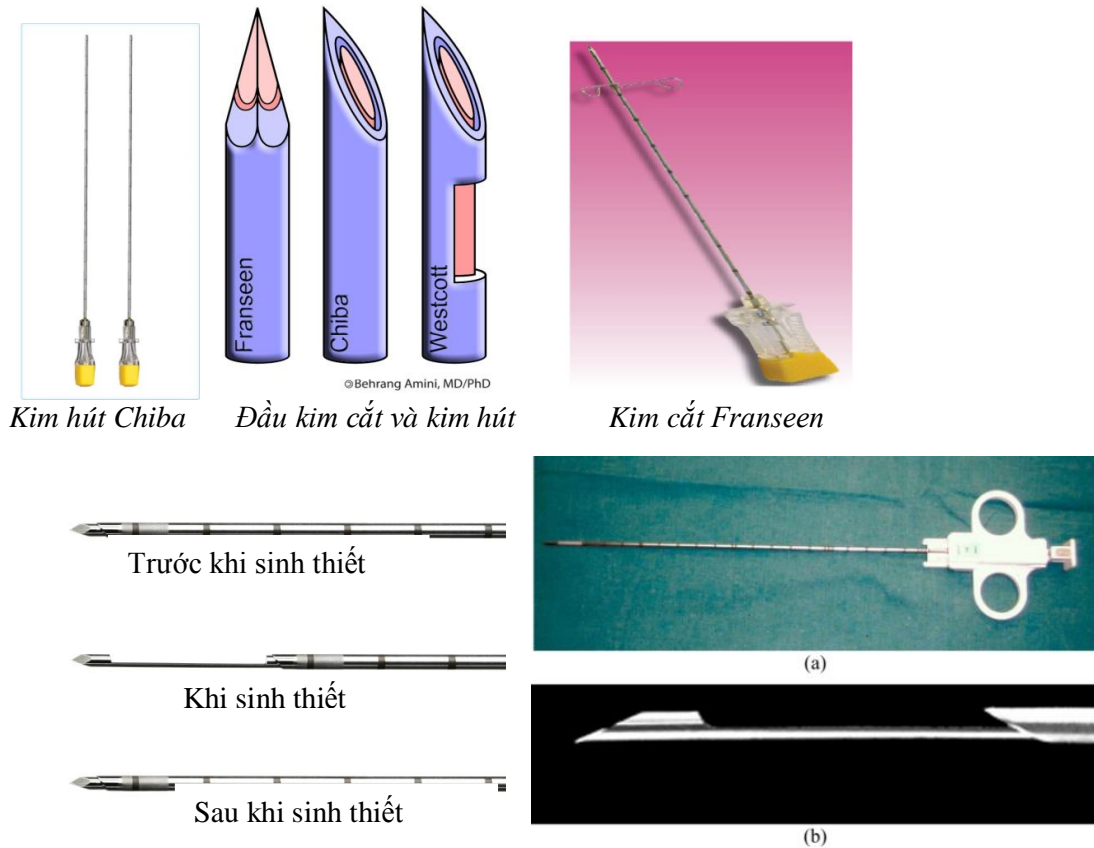 Franseen
Chiba
Westcott
©Behrang Amini, MD/PhD
Kim hút Chiba
Đầu kim cắt và kim hút
Kim cắt Franseen
Trước khi sinh thiết
Khi sinh thiết
Sau khi sinh thiết
(a)
(b)